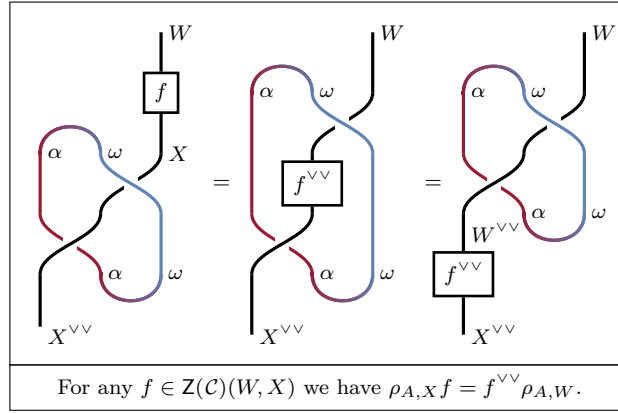 W W W
f
α ω α ω
α ω X = f^∨∨ =
α ω α ω
W^∨∨
f^∨∨
X^∨∨ X^∨∨ X^∨∨
For any f ∈ Z(C)(W, X) we have ρ_{A,X} f = f^∨∨ ρ_{A,W}.